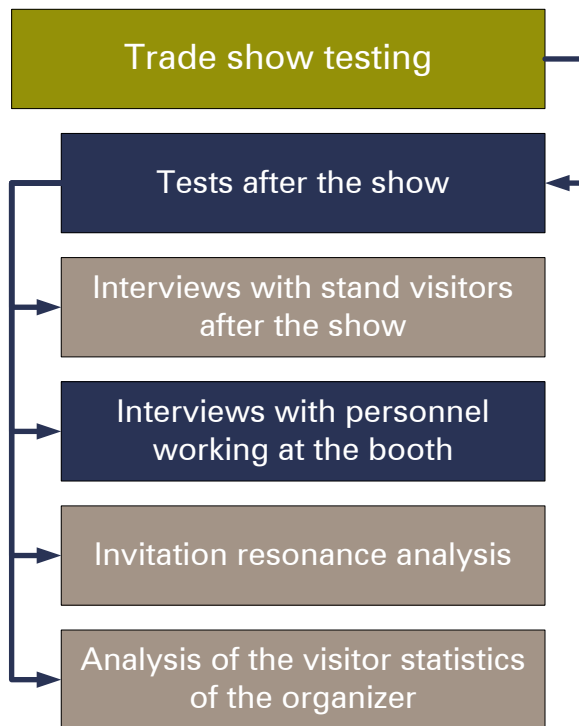 Trade show testing
Tests after the show
Interviews with stand visitors
after the show
Interviews with personnel
working at the booth
Invitation resonance analysis
Analysis of the visitor statistics
of the organizer